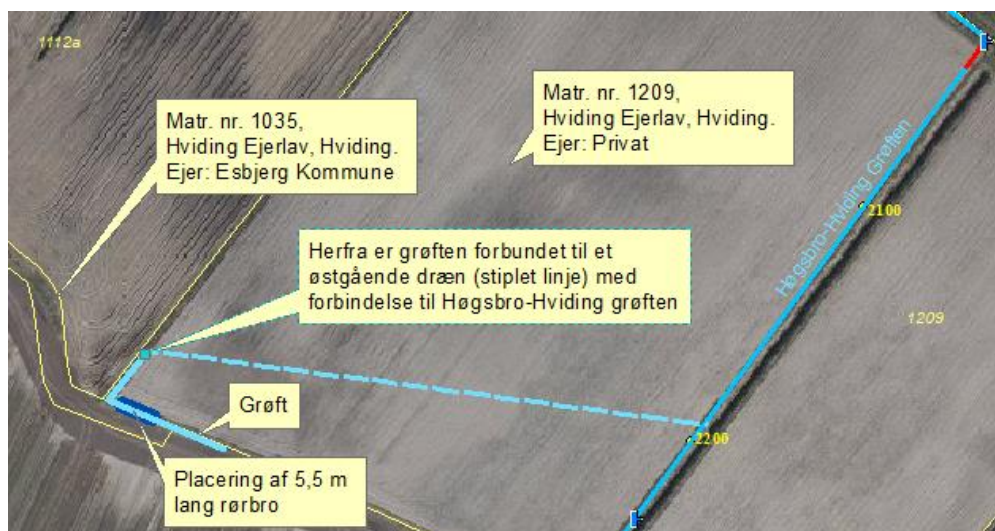 1112a
Matr. nr. 1035,
Hviding Ejerlav, Hviding.
Ejer: Esbjerg Kommune
Matr. nr. 1209,
Hviding Ejerlav, Hviding.
Ejer: Privat
Høgsbro-Hviding Grøften
2100
Herfra er grøften forbundet til et
østgående dræn (stiplet linje) med
forbindelse til Høgsbro-Hviding grøften
1209
Grøft
2200
Placering af 5,5 m
lang rørbro